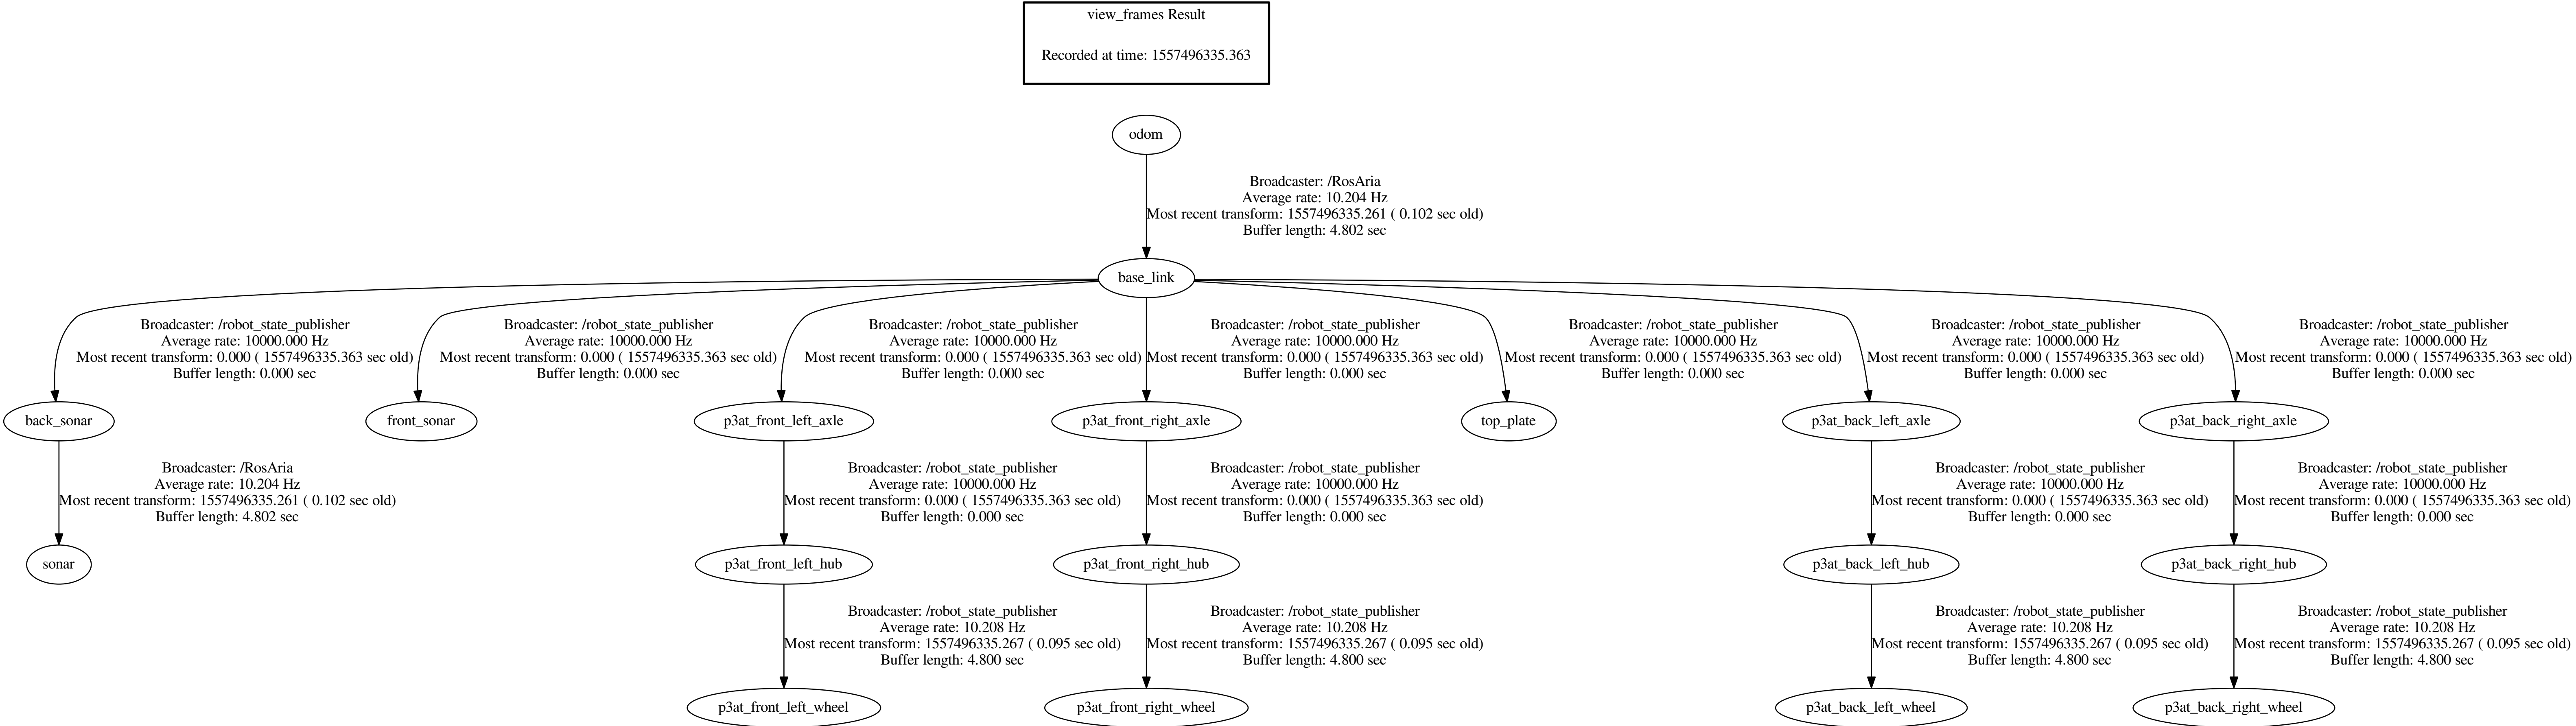 view_frames Result
Recorded at time: 1557496335.363
odom
Broadcaster: /RosAria
Average rate: 10.204 Hz
Most recent transform: 1557496335.261 ( 0.102 sec old)
Buffer length: 4.802 sec
base_link
Broadcaster: /robot_state_publisher
Average rate: 10000.000 Hz
Most recent transform: 0.000 ( 1557496335.363 sec old)
Buffer length: 0.000 sec
Broadcaster: /robot_state_publisher
Average rate: 10000.000 Hz
Most recent transform: 0.000 ( 1557496335.363 sec old)
Buffer length: 0.000 sec
Broadcaster: /robot_state_publisher
Average rate: 10000.000 Hz
Most recent transform: 0.000 ( 1557496335.363 sec old)
Buffer length: 0.000 sec
Broadcaster: /robot_state_publisher
Average rate: 10000.000 Hz
Most recent transform: 0.000 ( 1557496335.363 sec old)
Buffer length: 0.000 sec
Broadcaster: /robot_state_publisher
Average rate: 10000.000 Hz
Most recent transform: 0.000 ( 1557496335.363 sec old)
Buffer length: 0.000 sec
Broadcaster: /robot_state_publisher
Average rate: 10000.000 Hz
Most recent transform: 0.000 ( 1557496335.363 sec old)
Buffer length: 0.000 sec
Broadcaster: /robot_state_publisher
Average rate: 10000.000 Hz
Most recent transform: 0.000 ( 1557496335.363 sec old)
Buffer length: 0.000 sec
back_sonar
front_sonar
p3at_front_left_axle
p3at_front_right_axle
top_plate
p3at_back_left_axle
p3at_back_right_axle
Broadcaster: /RosAria
Average rate: 10.204 Hz
Most recent transform: 1557496335.261 ( 0.102 sec old)
Buffer length: 4.802 sec
Broadcaster: /robot_state_publisher
Average rate: 10000.000 Hz
Most recent transform: 0.000 ( 1557496335.363 sec old)
Buffer length: 0.000 sec
Broadcaster: /robot_state_publisher
Average rate: 10000.000 Hz
Most recent transform: 0.000 ( 1557496335.363 sec old)
Buffer length: 0.000 sec
Broadcaster: /robot_state_publisher
Average rate: 10000.000 Hz
Most recent transform: 0.000 ( 1557496335.363 sec old)
Buffer length: 0.000 sec
Broadcaster: /robot_state_publisher
Average rate: 10000.000 Hz
Most recent transform: 0.000 ( 1557496335.363 sec old)
Buffer length: 0.000 sec
sonar
p3at_front_left_hub
p3at_front_right_hub
p3at_back_left_hub
p3at_back_right_hub
Broadcaster: /robot_state_publisher
Average rate: 10.208 Hz
Most recent transform: 1557496335.267 ( 0.095 sec old)
Buffer length: 4.800 sec
Broadcaster: /robot_state_publisher
Average rate: 10.208 Hz
Most recent transform: 1557496335.267 ( 0.095 sec old)
Buffer length: 4.800 sec
Broadcaster: /robot_state_publisher
Average rate: 10.208 Hz
Most recent transform: 1557496335.267 ( 0.095 sec old)
Buffer length: 4.800 sec
Broadcaster: /robot_state_publisher
Average rate: 10.208 Hz
Most recent transform: 1557496335.267 ( 0.095 sec old)
Buffer length: 4.800 sec
p3at_front_left_wheel
p3at_front_right_wheel
p3at_back_left_wheel
p3at_back_right_wheel